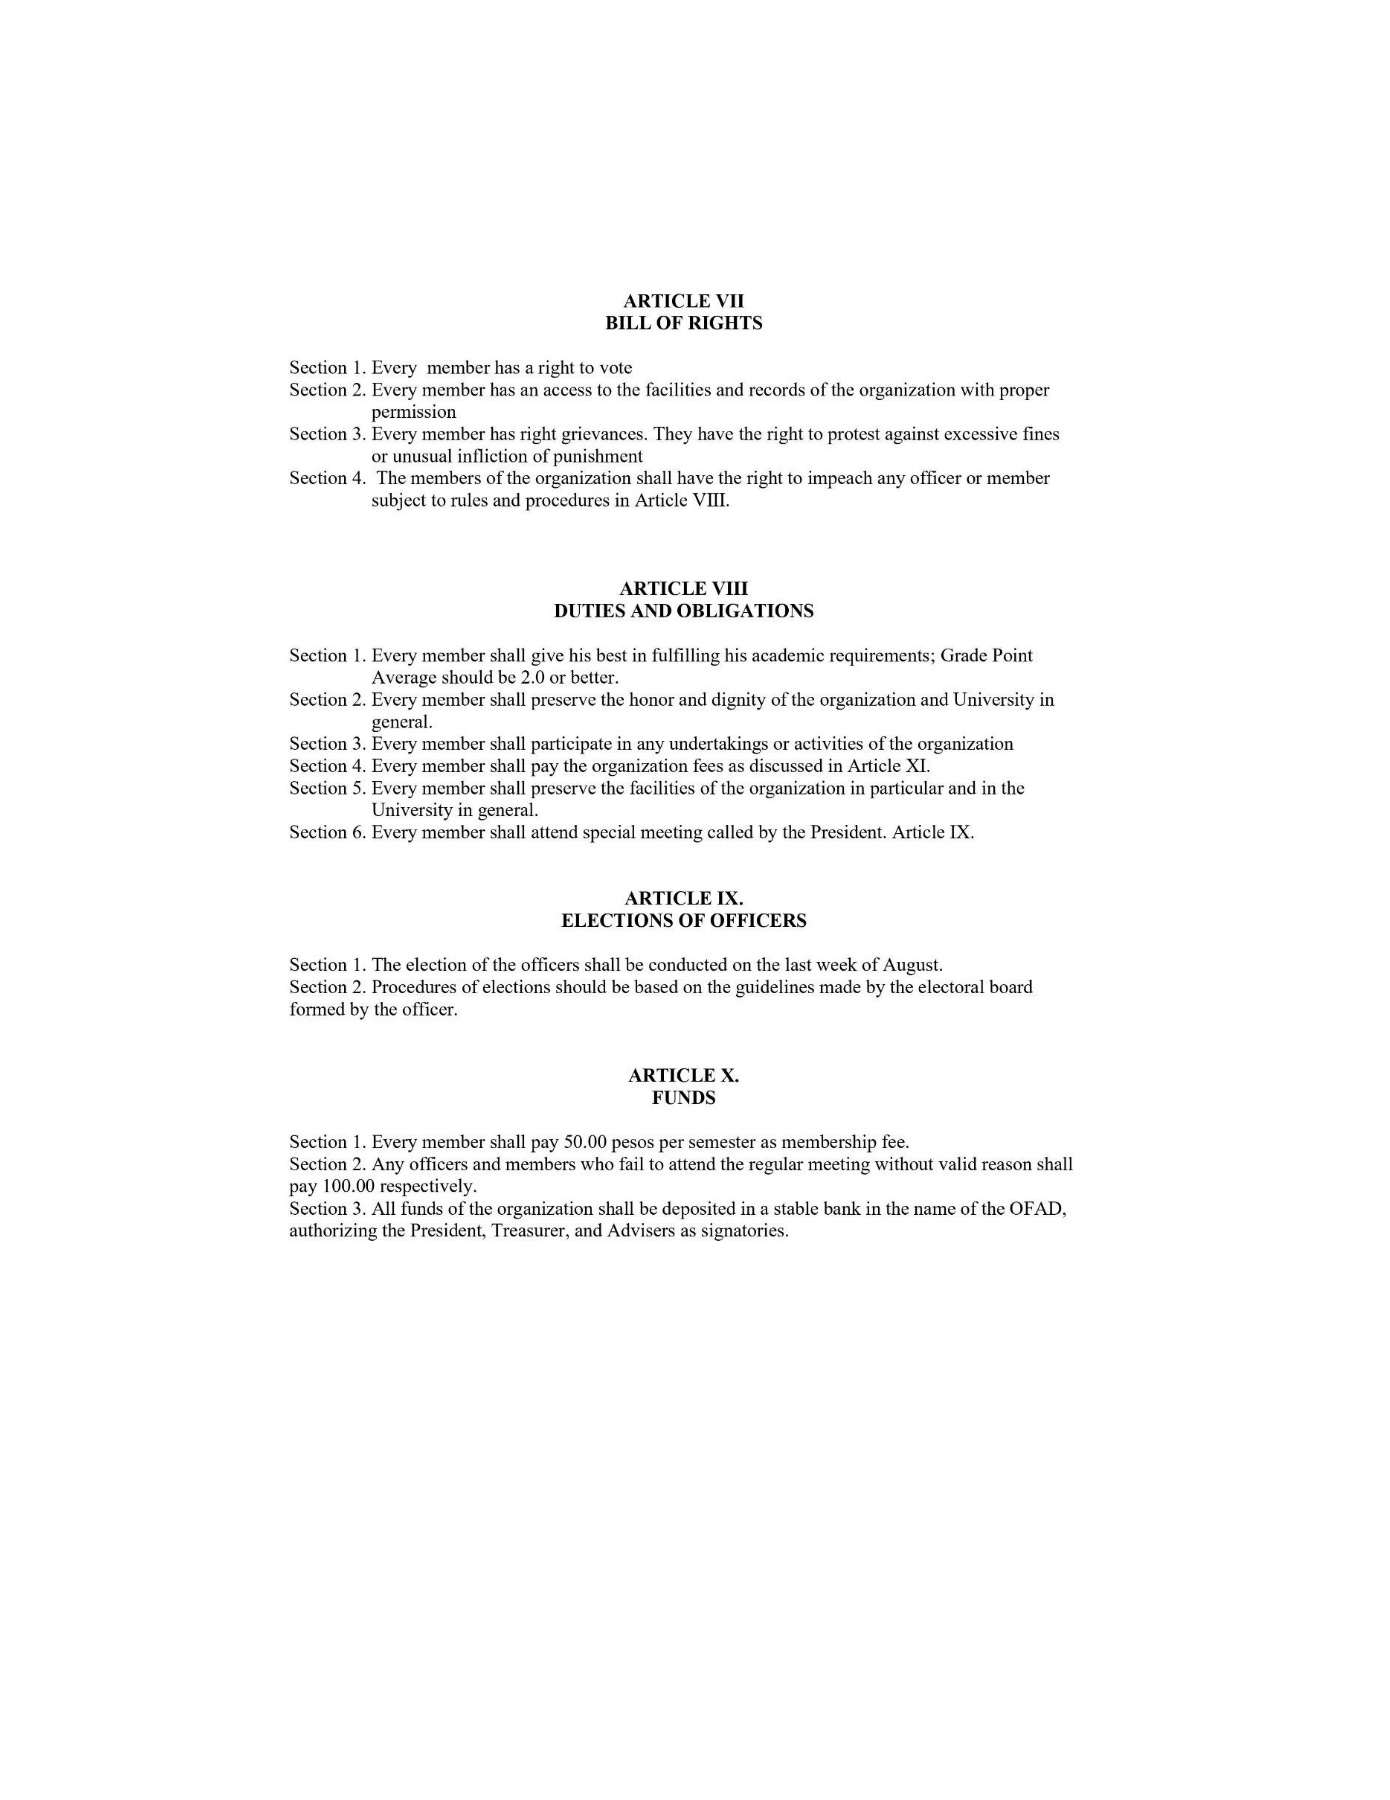 ARTICLE VII
BILL OF RIGHTS
Section 1. Every  member has a right to vote
Section 2. Every member has an access to the facilities and records of the organization with proper
permission
Section 3. Every member has right grievances. They have the right to protest against excessive fines
or unusual infliction of punishment
Section 4.  The members of the organization shall have the right to impeach any officer or member
subject to rules and procedures in Article VIII.
ARTICLE VIII
DUTIES AND OBLIGATIONS
Section 1. Every member shall give his best in fulfilling his academic requirements; Grade Point
Average should be 2.0 or better.
Section 2. Every member shall preserve the honor and dignity of the organization and University in
general.
Section 3. Every member shall participate in any undertakings or activities of the organization
Section 4. Every member shall pay the organization fees as discussed in Article XI.
Section 5. Every member shall preserve the facilities of the organization in particular and in the
University in general.
Section 6. Every member shall attend special meeting called by the President. Article IX.
ARTICLE IX.
ELECTIONS OF OFFICERS
Section 1. The election of the officers shall be conducted on the last week of August.
Section 2. Procedures of elections should be based on the guidelines made by the electoral board
formed by the officer.
ARTICLE X.
FUNDS
Section 1. Every member shall pay 50.00 pesos per semester as membership fee.
Section 2. Any officers and members who fail to attend the regular meeting without valid reason shall
pay 100.00 respectively.
Section 3. All funds of the organization shall be deposited in a stable bank in the name of the OFAD,
authorizing the President, Treasurer, and Advisers as signatories.